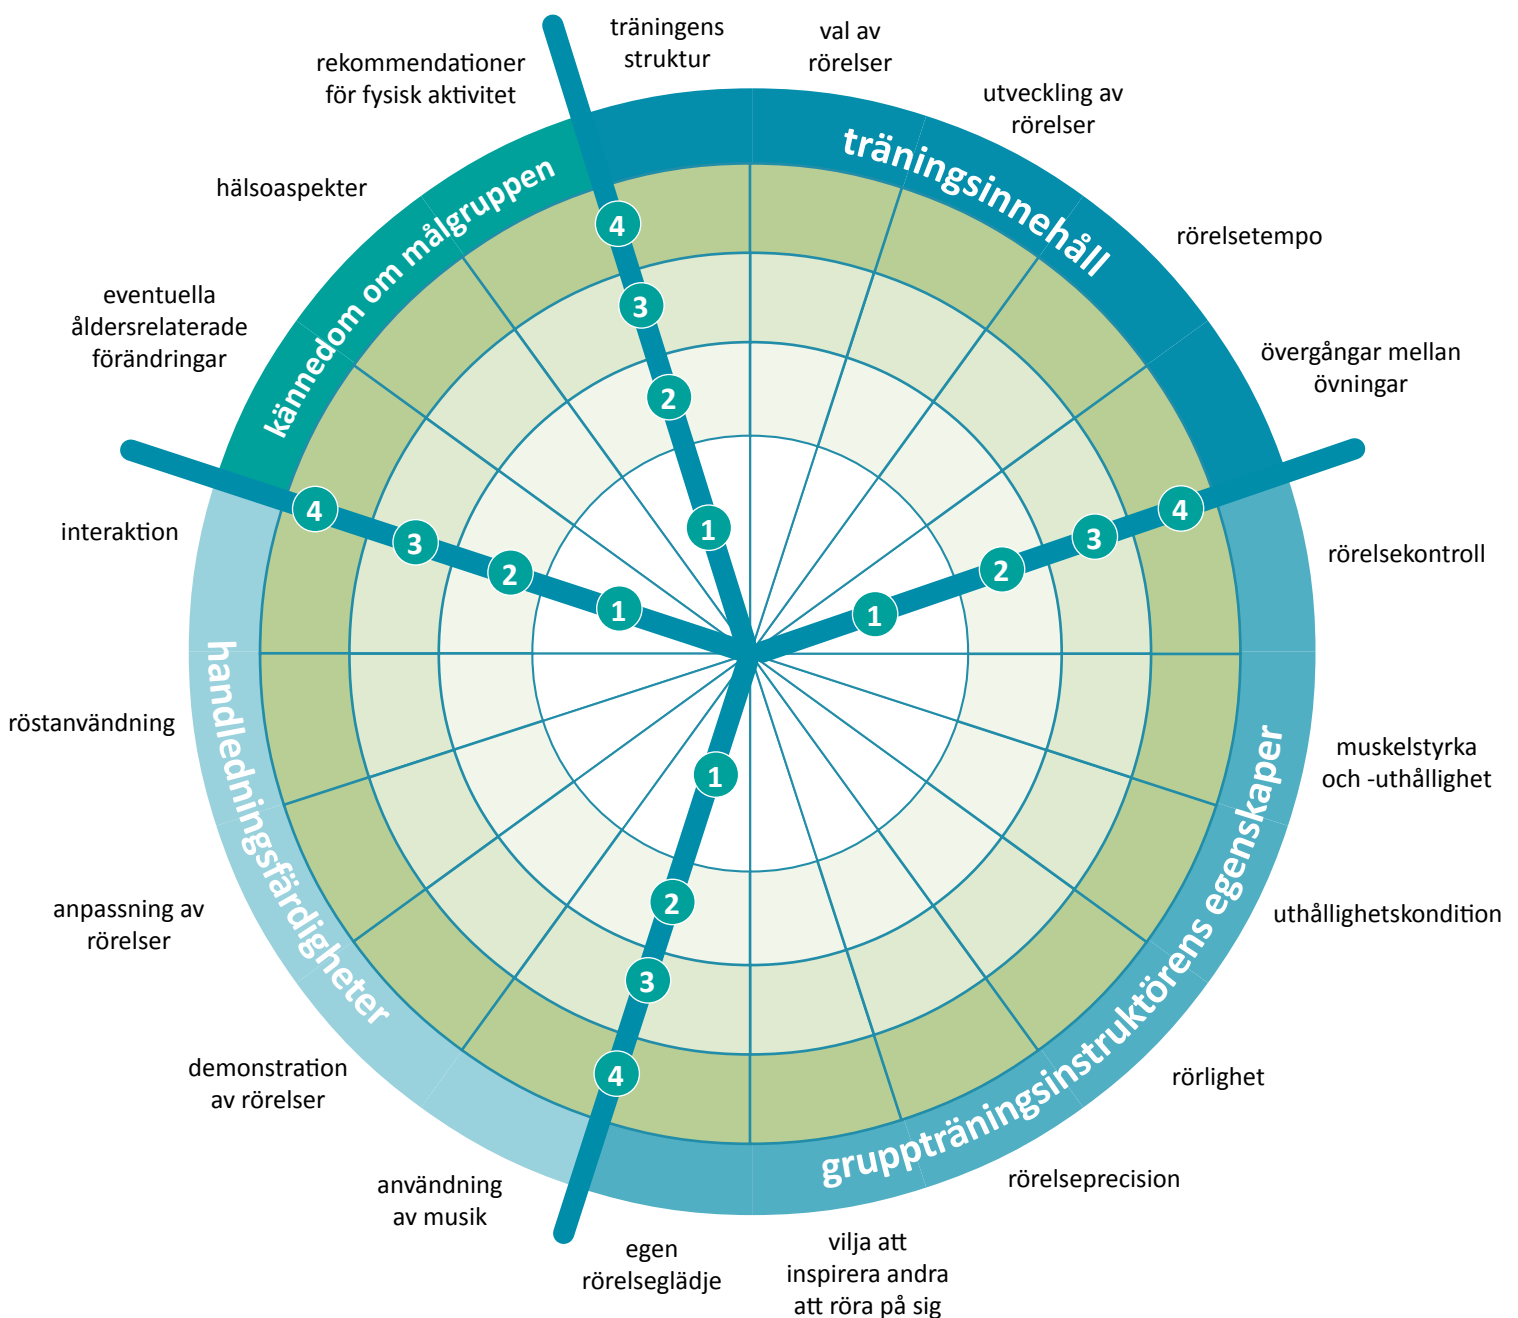 träningens
struktur
val av
rörelser
utveckling av
rörelser
rörelsetempo
övergångar mellan
övningar
rörelsekontroll
muskelstyrka
och -uthållighet
uthållighetskondition
rörlighet
rörelseprecision
vilja att
inspirera andra
att röra på sig
egen
rörelseglädje
användning
av musik
demonstration
av rörelser
anpassning av
rörelser
röstanvändning
interaktion
eventuella
åldersrelaterade
förändringar
hälsoaspekter
rekommendationer
för fysisk aktivitet
träningsinnehåll
gruppträningsinstruktörens egenskaper
handledningsfärdigheter
kännedom om målgruppen
4
3
2
1
4
3
2
1
1
2
3
4
1
2
3
4